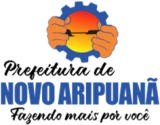 Prefeitura de
NOVO ARIPUANÃ
Fazendo mais por você